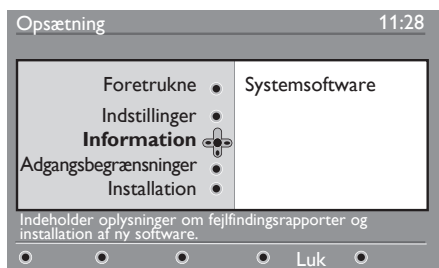 Opsætning 11:28
Foretrukne Systemsoftware
Indstillinger
Information
Adgangsbegrænsninger
Installation
Indeholder oplysninger om fejlfindingsrapporter og
installation af ny software.
Luk